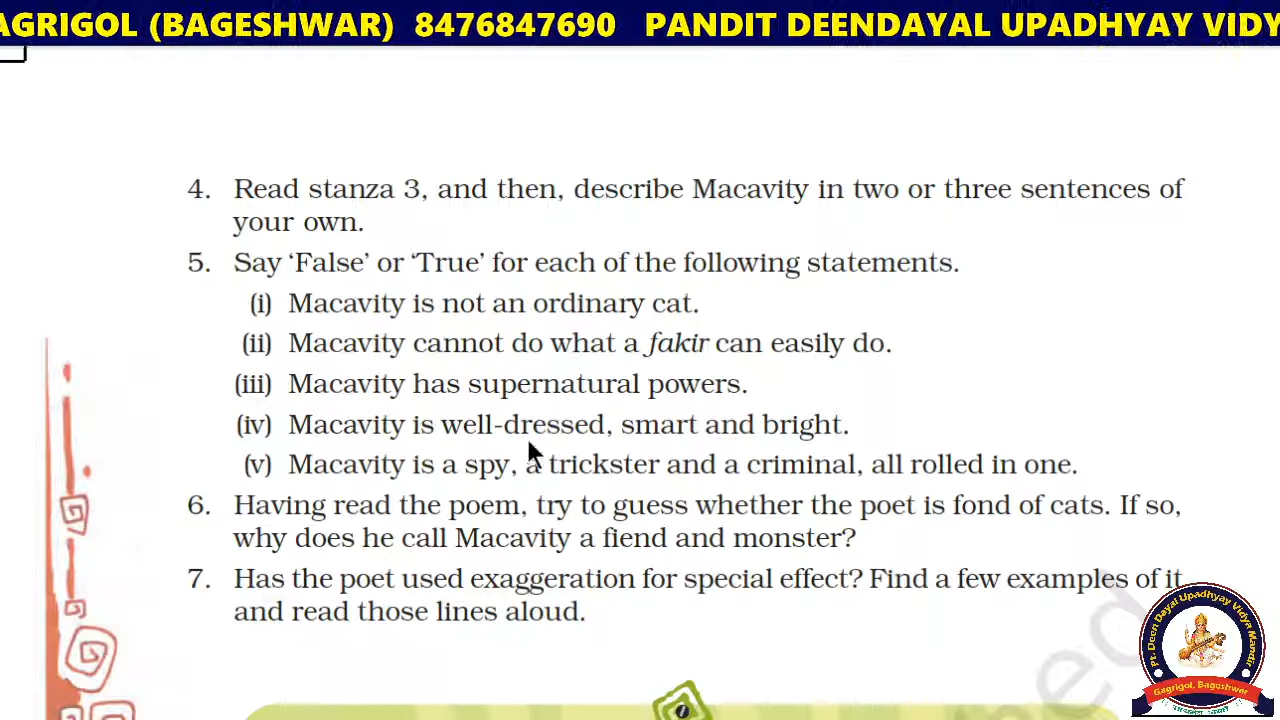 AGRIGOL (BAGESHWAR) 8476847690 PANDIT DEENDAYAL UPADHYAY VIDY
4. Read stanza 3, and then, describe Macavity in two or three sentences of
your own.
5. Say ‘False’ or ‘True’ for each of the following statements.
(i) Macavity is not an ordinary cat.
(ii) Macavity cannot do what a fakir can easily do.
(iii) Macavity has supernatural powers.
(iv) Macavity is well-dressed, smart and bright.
(v) Macavity is a spy, a trickster and a criminal, all rolled in one.
6. Having read the poem, try to guess whether the poet is fond of cats. If so,
why does he call Macavity a fiend and monster?
7. Has the poet used exaggeration for special effect? Find a few examples of it
and read those lines aloud.
Pt. Deen Dayal Upadhyay Vidya Mandir
Gagrigol, Bageshwar